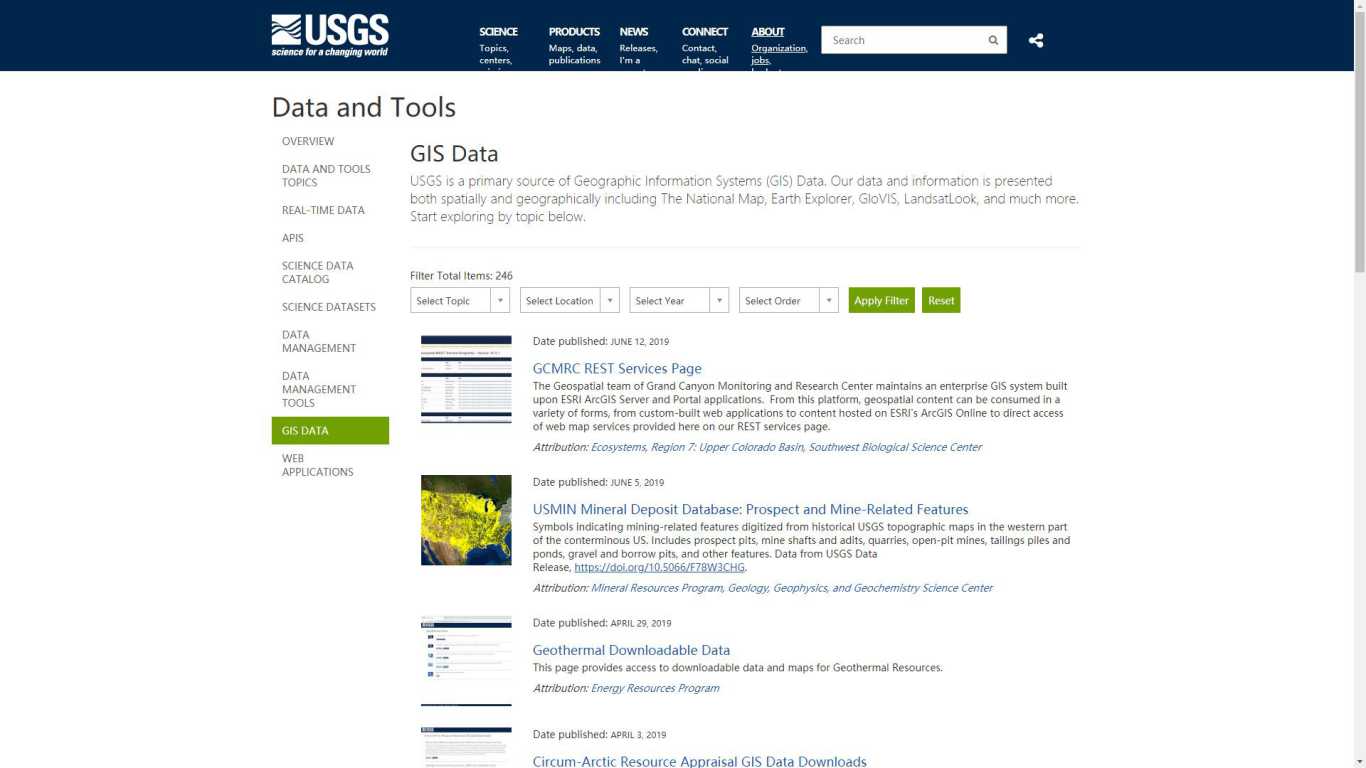 USGS
science for a changing world
SCIENCE
Topics,
centers,
PRODUCTS
Maps, data,
publications
NEWS
Releases,
I'm a
CONNECT
Contact,
chat, social
ABOUT
Organization,
jobs,
Search
Data and Tools
OVERVIEW
DATA AND TOOLS
TOPICS
REAL-TIME DATA
APIS
SCIENCE DATA
CATALOG
SCIENCE DATASETS
DATA
MANAGEMENT
DATA
MANAGEMENT
TOOLS
GIS DATA
WEB
APPLICATIONS
GIS Data
USGS is a primary source of Geographic Information Systems (GIS) Data. Our data and information is presented
both spatially and geographically including The National Map, Earth Explorer, GloVIS, LandsatLook, and much more.
Start exploring by topic below.
Filter Total Items: 246
Select Topic Select Location Select Year Select Order Apply Filter Reset
Date published: JUNE 12, 2019
GCMRC REST Services Page
The Geospatial team of Grand Canyon Monitoring and Research Center maintains an enterprise GIS system built
upon ESRI ArcGIS Server and Portal applications. From this platform, geospatial content can be consumed in a
variety of forms, from custom-built web applications to content hosted on ESRI's ArcGIS Online to direct access
of web map services provided here on our REST services page.
Attribution: Ecosystems, Region 7: Upper Colorado Basin, Southwest Biological Science Center
Date published: JUNE 5, 2019
USMIN Mineral Deposit Database: Prospect and Mine-Related Features
Symbols indicating mining-related features digitized from historical USGS topographic maps in the western part
of the conterminous US. Includes prospect pits, mine shafts and adits, quarries, open-pit mines, tailings piles and
ponds, gravel and borrow pits, and other features. Data from USGS Data
Release, https://doi.org/10.5066/F78W3CHG.
Attribution: Mineral Resources Program, Geology, Geophysics, and Geochemistry Science Center
Date published: APRIL 29, 2019
Geothermal Downloadable Data
This page provides access to downloadable data and maps for Geothermal Resources.
Attribution: Energy Resources Program
Date published: APRIL 3, 2019
Circum-Arctic Resource Appraisal GIS Data Downloads